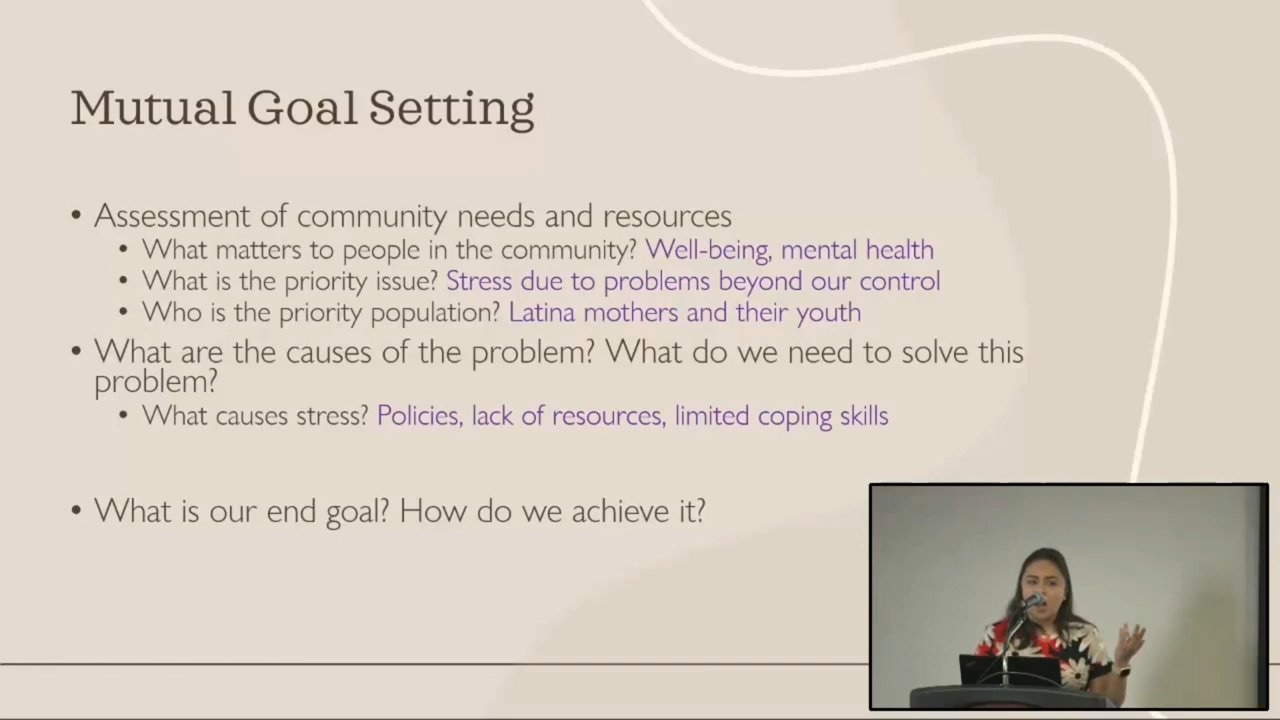 Mutual Goal Setting
• Assessment of community needs and resources
• What matters to people in the community? Well-being, mental health
• What is the priority issue? Stress due to problems beyond our control
• Who is the priority population? Latina mothers and their youth
• What are the causes of the problem? What do we need to solve this
problem?
• What causes stress? Policies, lack of resources, limited coping skills
• What is our end goal? How do we achieve it?